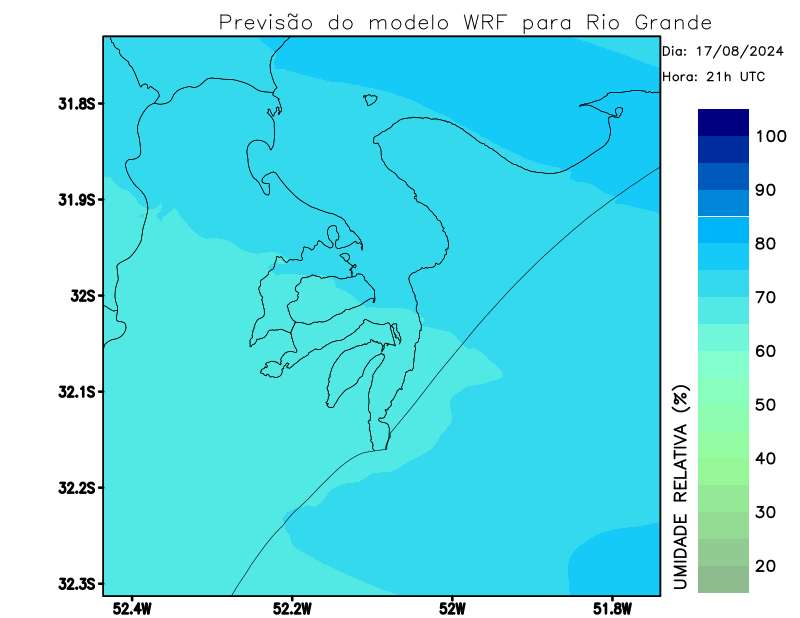 Previsão do modelo WRF para Rio Grande
Dia: 17/08/2024
Hora: 21h UTC
31.8S
31.9S
32S
32.1S
32.2S
32.3S
52.4W
52.2W
52W
51.8W
100
90
80
70
60
50
40
30
20
UMIDADE RELATIVA (%)